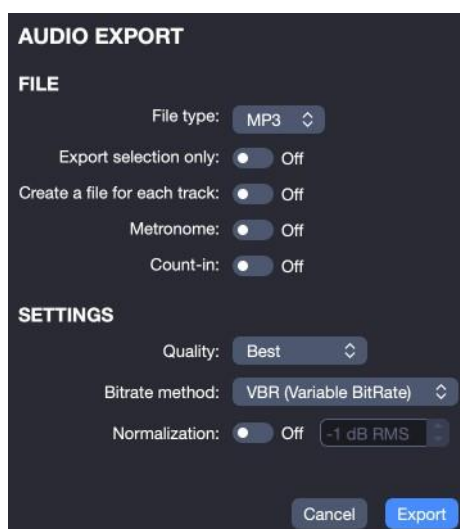 AUDIO EXPORT
FILE
File type: MP3
Export selection only: Off
Create a file for each track: Off
Metronome: Off
Count-in: Off
SETTINGS
Quality: Best
Bitrate method: VBR (Variable BitRate)
Normalization: Off -1 dB RMS
Cancel Export